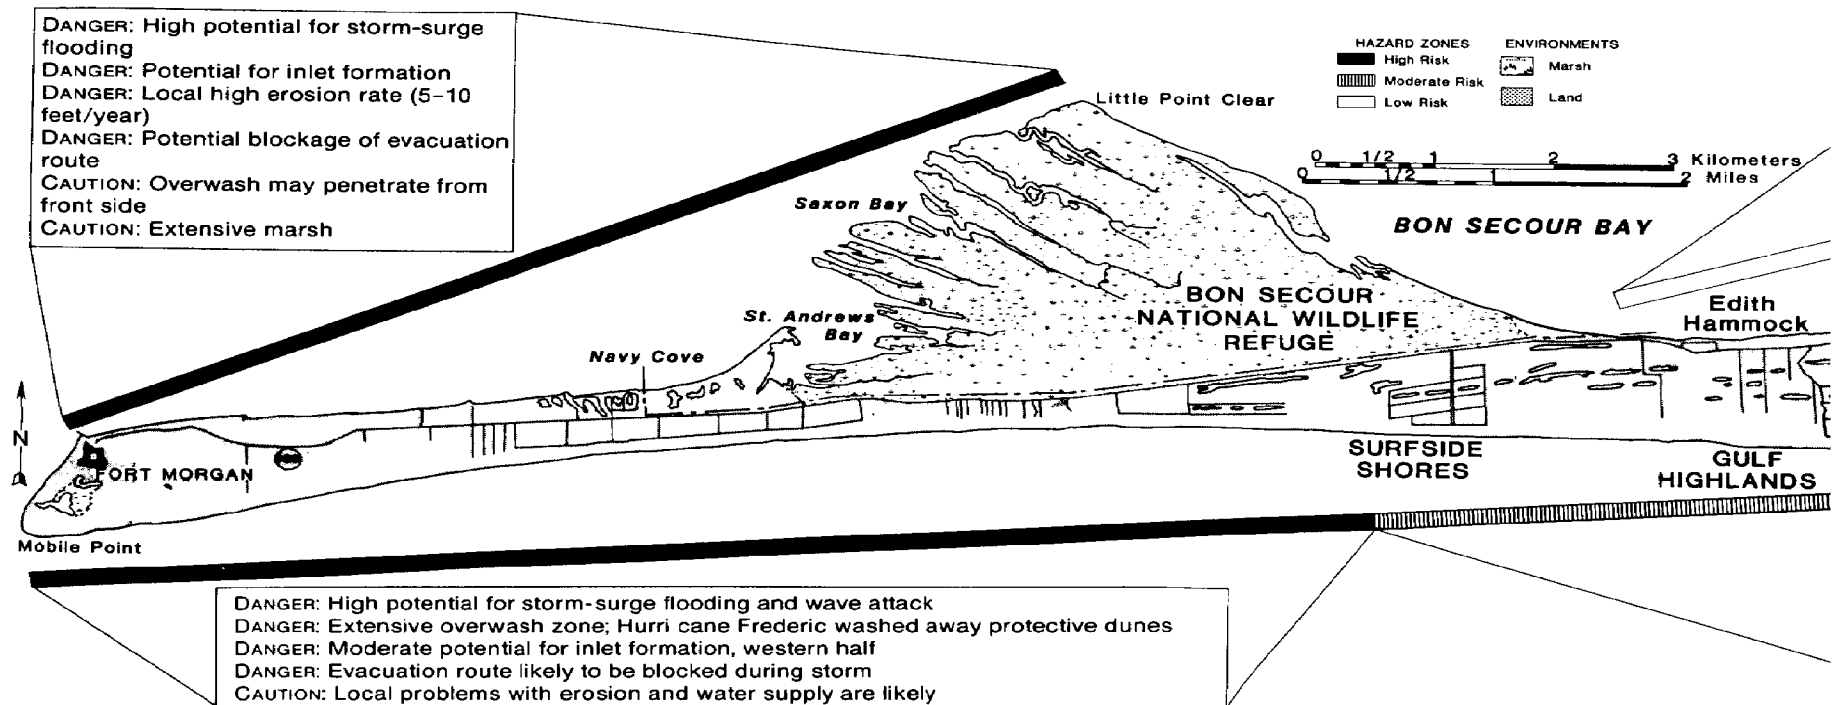 DANGER: High potential for storm-surge
flooding
DANGER: Potential for inlet formation
DANGER: Local high erosion rate (5–10
feet/year)
DANGER: Potential blockage of evacuation
route
CAUTION: Overwash may penetrate from
front side
CAUTION: Extensive marsh
HAZARD ZONES
High Risk
Moderate Risk
Low Risk
ENVIRONMENTS
Marsh
Land
0 1/2 1 2 3 Kilometers
0 1/2 1 2 Miles
Little Point Clear
Saxon Bay
BON SECOUR BAY
BON SECOUR
NATIONAL WILDLIFE
REFUGE
Edith
Hammock
St. Andrews
Bay
Navy Cove
N
FORT MORGAN
SURFSIDE
SHORES
GULF
HIGHLANDS
Mobile Point
DANGER: High potential for storm-surge flooding and wave attack
DANGER: Extensive overwash zone; Hurri cane Frederic washed away protective dunes
DANGER: Moderate potential for inlet formation, western half
DANGER: Evacuation route likely to be blocked during storm
CAUTION: Local problems with erosion and water supply are likely